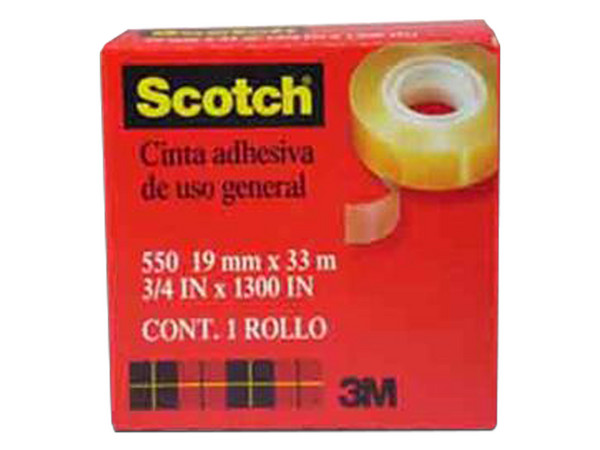 Scotch
Cinta adhesiva
de uso general
550 19 mm x 33 m
3/4 IN x 1300 IN
CONT. 1 ROLLO
3M